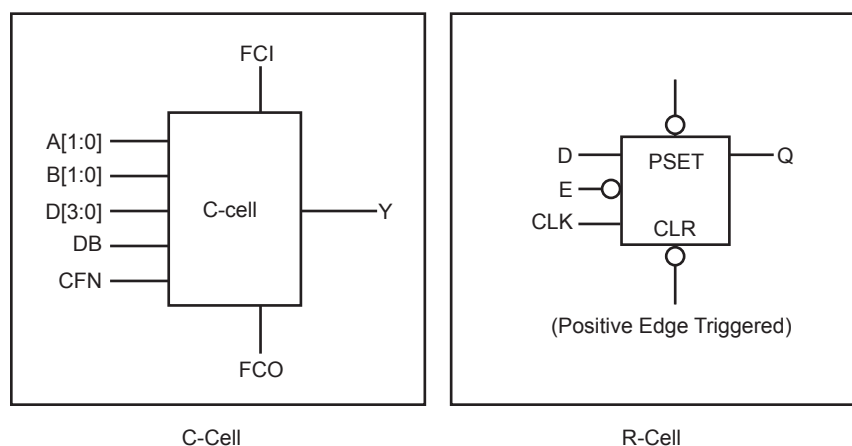 FCI
A[1:0]
B[1:0]
D[3:0]
DB
CFN
C-cell
Y
FCO
C-Cell
D
E
CLK
PSET
CLR
Q
(Positive Edge Triggered)
R-Cell